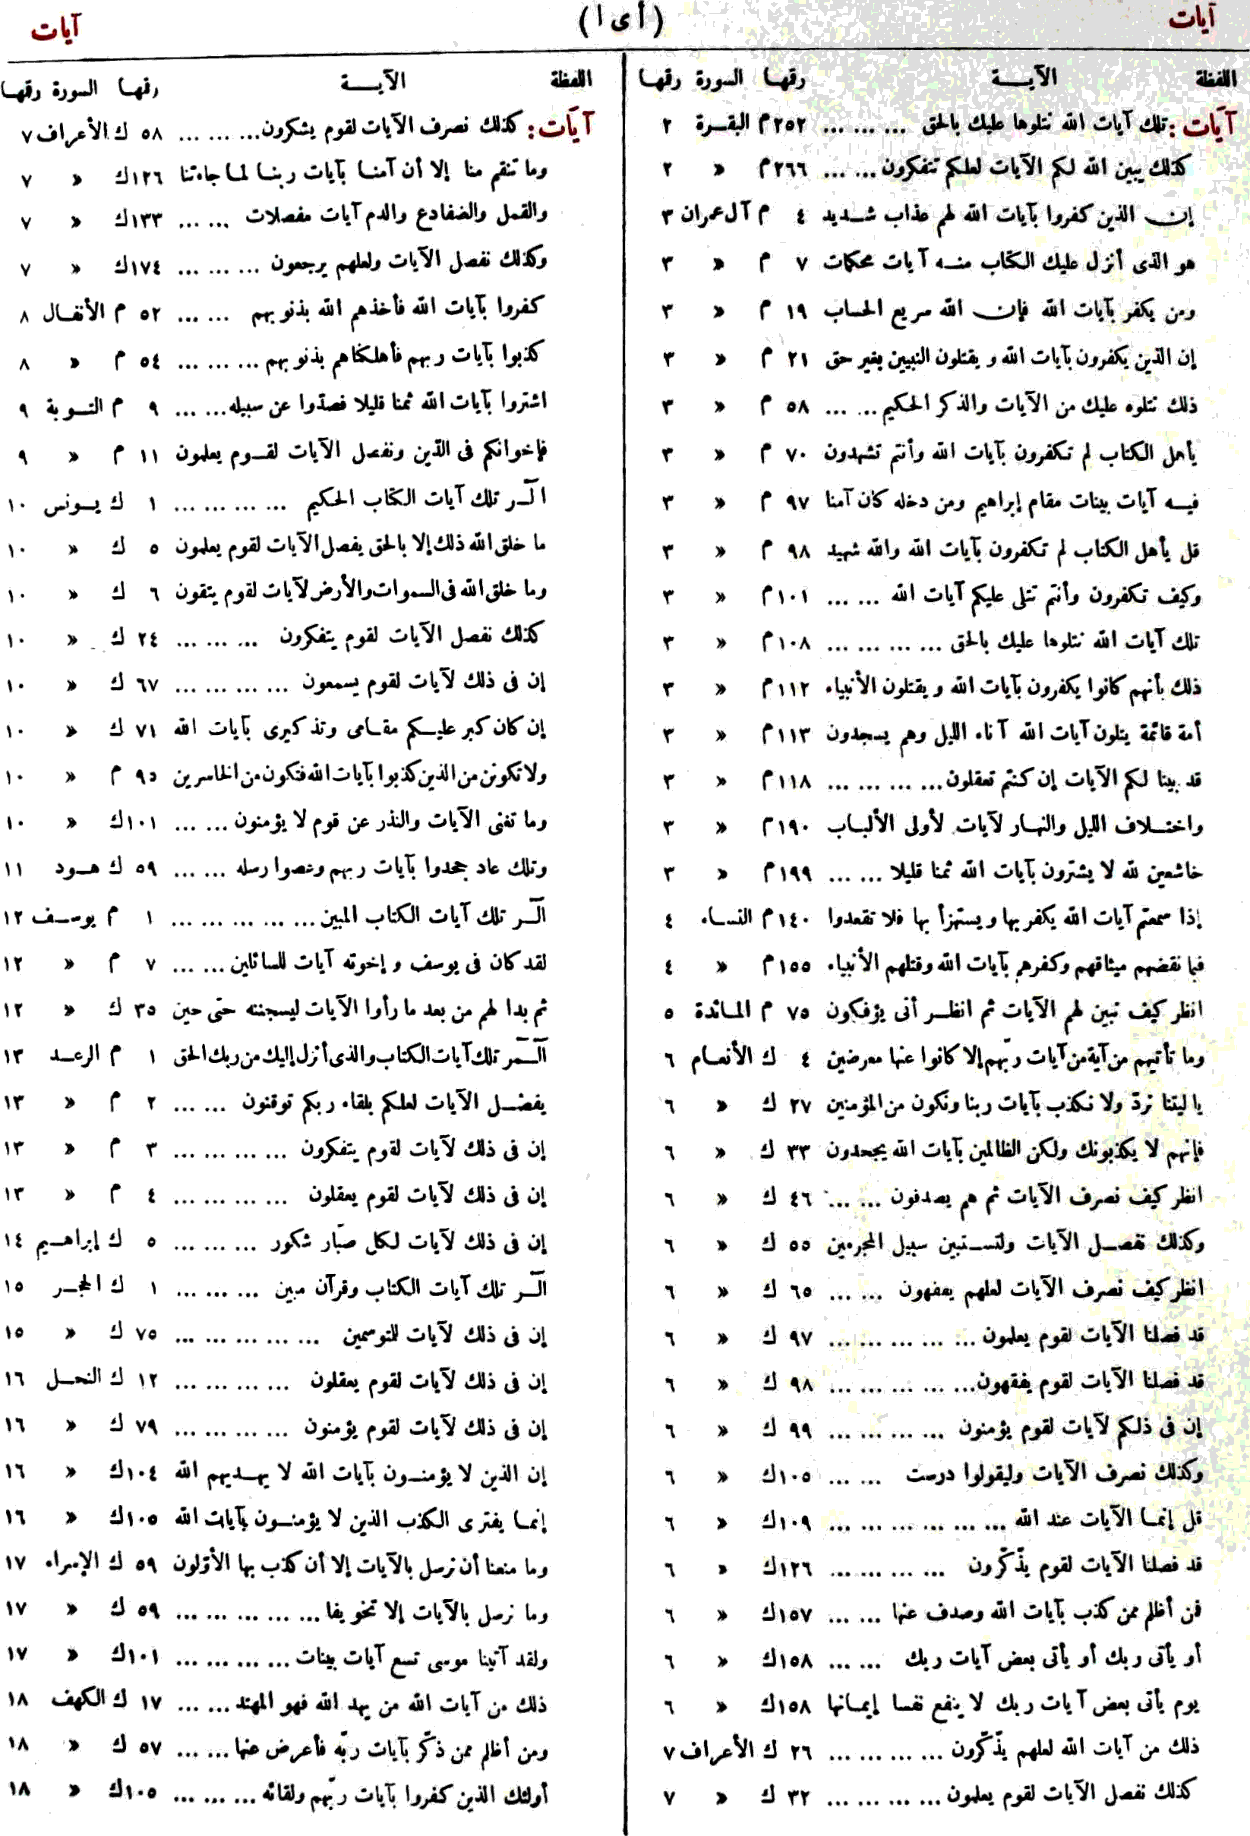 آيات
(أ ى ا)
آيات
اللفظة الآيــــة رقمها السورة رقمها
آيَات: تلك آيات الله نتلوها عليك بالحق ... ... ... ٢٥٢م البقرة ٢
كذلك يبين الله لكم الآيات لعلكم تتفكرون... ... ٢٦٦م « ٢
إن الذين كفروا بآيات الله لهم عذاب شديد ٤ م آل عمران ٣
هو الذى أنزل عليك الكتاب منه آيات محكمات ٧ م « ٣
ومن يكفر بآيات الله فإن الله سريع الحساب ١٩ م « ٣
إن الذين يكفرون بآيات الله ويقتلون النبيين بغير حق ٢١ م « ٣
ذلك نتلوه عليك من الآيات والذكر الحكيم... ... ٥٨ م « ٣
يأهل الكتاب لم تكفرون بآيات الله وأنتم تشهدون ٧٠ م « ٣
فيه آيات بينات مقام إبراهيم ومن دخله كان آمنا ٩٧ م « ٣
قل يأهل الكتاب لم تكفرون بآيات الله والله شهيد ٩٨ م « ٣
وكيف تكفرون وأنتم تتلى عليكم آيات الله ... ... ١٠١م « ٣
تلك آيات الله نتلوها عليك بالحق ... ... ... ... ١٠٨م « ٣
ذلك بأنهم كانوا يكفرون بآيات الله ويقتلون الأنبياء ١١٢م « ٣
أمة قائمة يتلون آيات الله آناء الليل وهم يسجدون ١١٣م « ٣
قد بينا لكم الآيات إن كنتم تعقلون... ... ... ... ١١٨م « ٣
واختلاف الليل والنهار لآيات لأولى الألباب ١٩٠م « ٣
خاشعين لله لا يشترون بآيات الله ثمنا قليلا ... ... ١٩٩م « ٣
إذا سمعتم آيات الله يكفر بها ويستهزأ بها فلا تقعدوا ١٤٠م النساء ٤
فبما نقضهم ميثاقهم وكفرهم بآيات الله وقتلهم الأنبياء ١٥٥م « ٤
انظر كيف نبين لهم الآيات ثم انظر أنى يؤفكون ٧٥ م المائدة ٥
وما تأتيهم من آية من آيات ربّهم إلا كانوا عنها معرضين ٤ ك الأنعام ٦
يا ليتنا نردّ ولا نكذب بآيات ربنا ونكون من المؤمنين ٢٧ ك « ٦
فإنهم لا يكذبونك ولكن الظالمين بآيات الله يجحدون ٣٣ ك « ٦
انظر كيف نصرف الآيات ثم هم يصدفون ... ... ٤٦ ك « ٦
وكذلك نفصل الآيات ولتستبين سبيل المجرمين ٥٥ ك « ٦
انظر كيف نصرف الآيات لعلهم يفقهون ... ... ٦٥ ك « ٦
قد فصلنا الآيات لقوم يعلمون ... ... ... ... ... ٩٧ ك « ٦
قد فصلنا الآيات لقوم يفقهون... ... ... ... ... ٩٨ ك « ٦
إن فى ذلكم لآيات لقوم يؤمنون ... ... ... ... ٩٩ ك « ٦
وكذلك نصرف الآيات وليقولوا درست ... ... ١٠٥ك « ٦
قل إنما الآيات عند الله ... ... ... ... ... ... ١٠٩ك « ٦
قد فصلنا الآيات لقوم يذّكّرون ... ... ... ... ١٢٦ك « ٦
فمن أظلم ممن كذب بآيات الله وصدف عنها ... ... ١٥٧ك « ٦
أو يأتى ربك أو يأتى بعض آيات ربك ... ... ١٥٨ك « ٦
يوم يأتى بعض آيات ربك لا ينفع نفسا إيمانها ١٥٨ك « ٦
ذلك من آيات الله لعلهم يذّكّرون ... ... ... ... ٢٦ ك الأعراف ٧
كذلك نفصل الآيات لقوم يعلمون ... ... ... ... ٣٢ ك « ٧
اللفظة الآيــــة رقمها السورة رقمها
آيَات: كذلك نصرف الآيات لقوم يشكرون... ... ... ٥٨ ك الأعراف ٧
وما تنقم منا إلا أن آمنا بآيات ربنا لما جاءتنا ١٢٦ك « ٧
والقمل والضفادع والدم آيات مفصلات ... ... ١٣٣ك « ٧
وكذلك نفصل الآيات ولعلهم يرجعون ... ... ... ١٧٤ك « ٧
كفروا بآيات الله فأخذهم الله بذنوبهم ... ... ٥٢ م الأنفال ٨
كذبوا بآيات ربهم فأهلكناهم بذنوبهم ... ... ... ٥٤ م « ٨
اشتروا بآيات الله ثمنا قليلا فصدّوا عن سبيله... ... ٩ م التوبة ٩
فإخوانكم فى الدّين ونفصل الآيات لقوم يعلمون ١١ م « ٩
الٓر تلك آيات الكتاب الحكيم ... ... ... ... ١ ك يونس ١٠
ما خلق الله ذلك إلا بالحق يفصل الآيات لقوم يعلمون ٥ ك « ١٠
وما خلق الله فى السموات والأرض لآيات لقوم يتقون ٦ ك « ١٠
كذلك نفصل الآيات لقوم يتفكرون ... ... ... ٢٤ ك « ١٠
إن فى ذلك لآيات لقوم يسمعون ... ... ... ... ٦٧ ك « ١٠
إن كان كبر عليكم مقامى وتذكيرى بآيات الله ٧١ ك « ١٠
ولا تكونن من الذين كذبوا بآيات الله فتكون من الخاسرين ٩٥ م « ١٠
وما تغنى الآيات والنذر عن قوم لا يؤمنون ... ... ١٠١ك « ١٠
وتلك عاد جحدوا بآيات ربهم وعصوا رسله ... ... ٥٩ ك هود ١١
الٓر تلك آيات الكتاب المبين... ... ... ... ... ١ م يوسف ١٢
لقد كان فى يوسف وإخوته آيات للسائلين... ... ٧ م « ١٢
ثم بدا لهم من بعد ما رأوا الآيات ليسجننه حتى حين ٣٥ ك « ١٢
الٓمٓر تلك آيات الكتاب والذى أنزل إليك من ربك الحق ١ م الرعد ١٣
يفصّل الآيات لعلكم بلقاء ربكم توقنون ... ... ٢ م « ١٣
إن فى ذلك لآيات لقوم يتفكرون ... ... ... ... ٣ م « ١٣
إن فى ذلك لآيات لقوم يعقلون ... ... ... ... ٤ م « ١٣
إن فى ذلك لآيات لكل صبّار شكور ... ... ... ٥ ك إبراهيم ١٤
الٓر تلك آيات الكتاب وقرآن مبين ... ... ... ١ ك الحجر ١٥
إن فى ذلك لآيات للمتوسمين ... ... ... ... ... ٧٥ ك « ١٥
إن فى ذلك لآيات لقوم يعقلون ... ... ... ... ١٢ ك النحل ١٦
إن فى ذلك لآيات لقوم يؤمنون ... ... ... ... ٧٩ ك « ١٦
إن الذين لا يؤمنون بآيات الله لا يهديهم الله ١٠٤ك « ١٦
إنما يفترى الكذب الذين لا يؤمنون بآيات الله ١٠٥ك « ١٦
وما منعنا أن نرسل بالآيات إلا أن كذب بها الأوّلون ٥٩ ك الإسراء ١٧
وما نرسل بالآيات إلا تخويفا ... ... ... ... ... ٥٩ ك « ١٧
ولقد آتينا موسى تسع آيات بينات ... ... ... ... ١٠١ك « ١٧
ذلك من آيات الله من يهد الله فهو المهتد ... ... ١٧ ك الكهف ١٨
ومن أظلم ممن ذكّر بآيات ربّه فأعرض عنها... ... ٥٧ ك « ١٨
أولئك الذين كفروا بآيات ربّهم ولقائه ... ... ... ١٠٥ك « ١٨